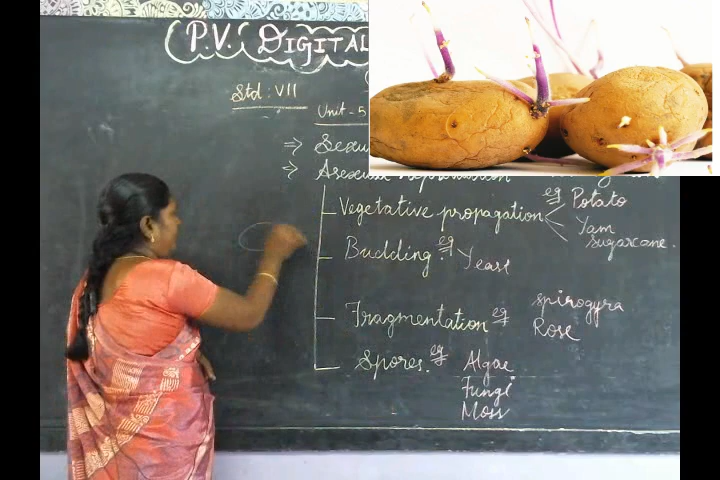 P.V. DIGITAL
Std : VII
Unit - 5
⇒ Sexu
⇒ Asexual reproduction
Vegetative propagation eg Potato
Yam
sugarcane.
Budding. eg Yeast
Fragmentation eg spirogyra
Rose
Spores. eg Algae
Fungi
Moss